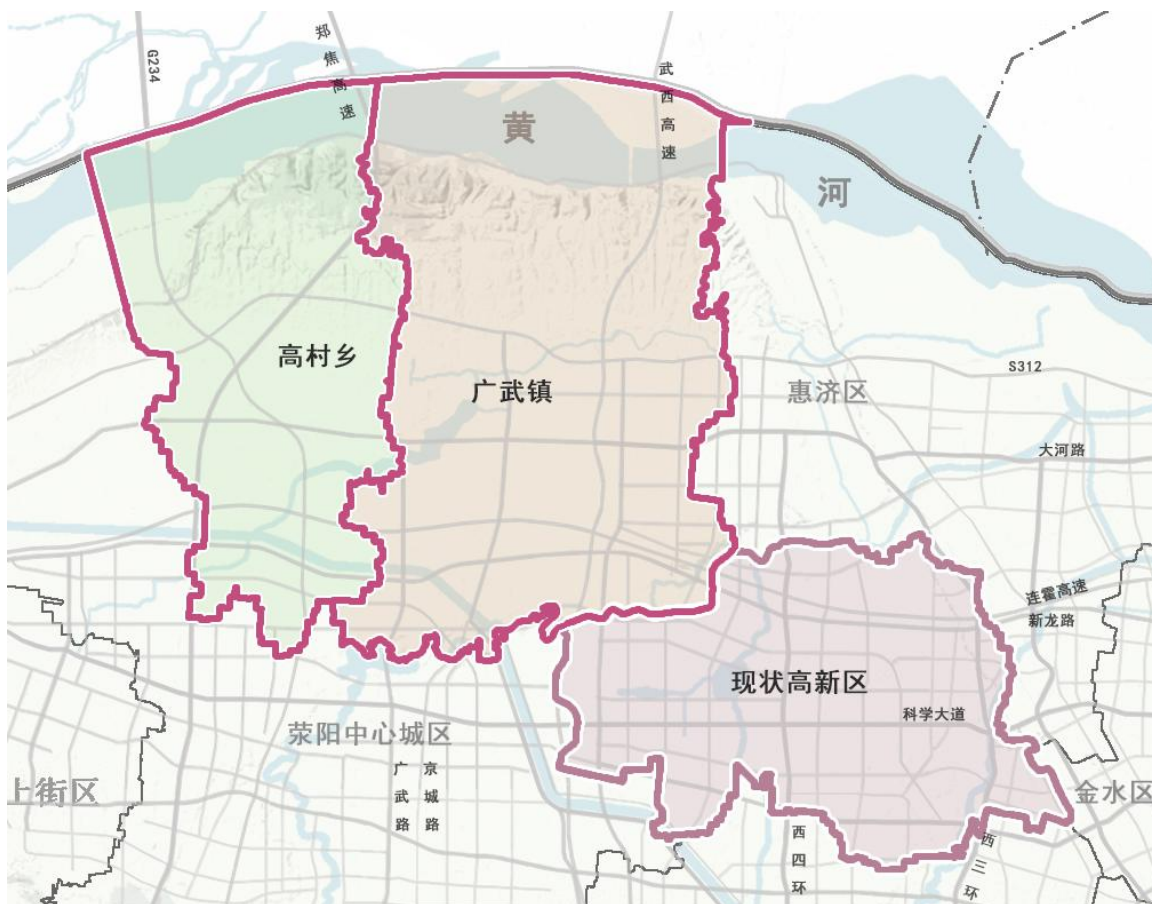 G234
郑焦高速
武西高速
黄
河
高村乡
广武镇
惠济区
S312
大河路
连霍高速
新龙路
现状高新区
科学大道
荥阳中心城区
广武路
京城路
上街区
金水区
西四环
西三环